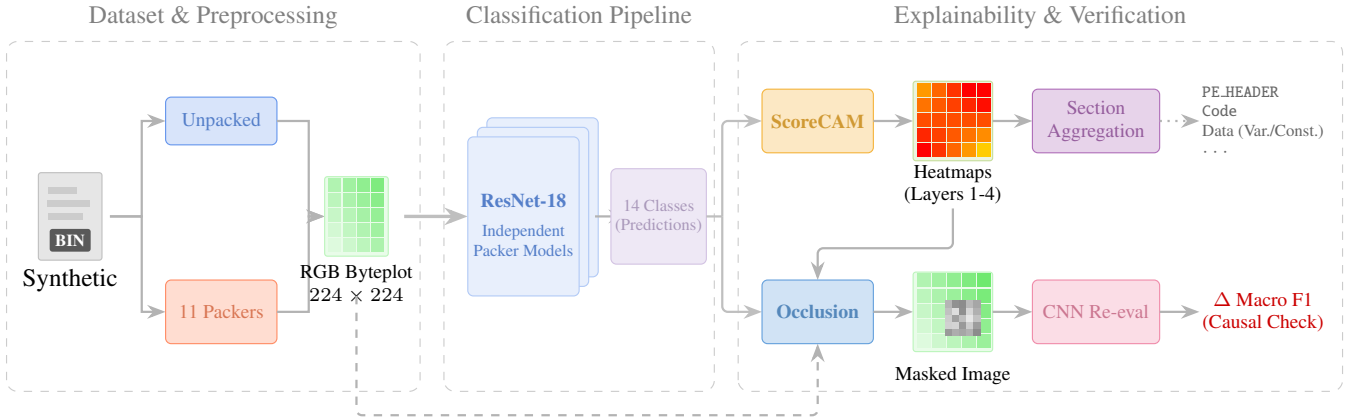 Dataset & Preprocessing
Unpacked
BIN
Synthetic
11 Packers
RGB Byteplot
224 × 224
Classification Pipeline
ResNet-18
Independent
Packer Models
14 Classes
(Predictions)
Explainability & Verification
ScoreCAM
Heatmaps
(Layers 1-4)
Section
Aggregation
PE_HEADER
Code
Data (Var./Const.)
. . .
Occlusion
Masked Image
CNN Re-eval
Δ Macro F1
(Causal Check)